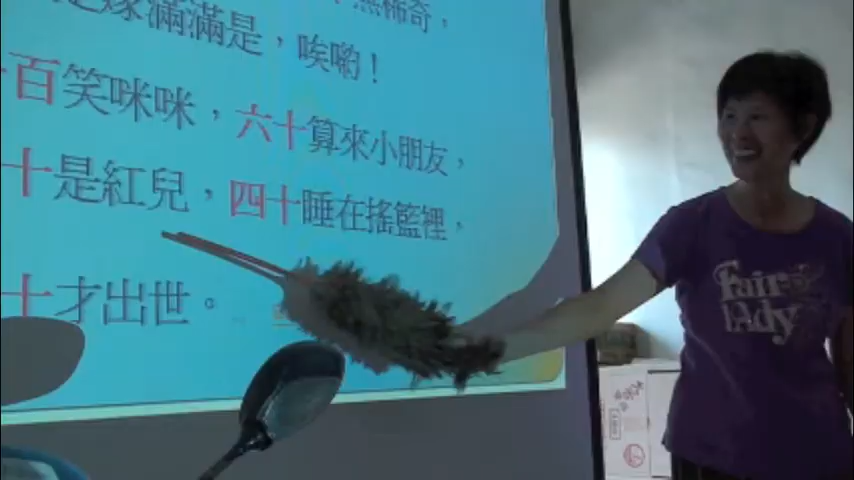 滿滿是，唉喲！
百笑咪咪，六十算來小朋友，
十是紅兒，四十睡在搖籃裡，
十才出世。
Fair Lady